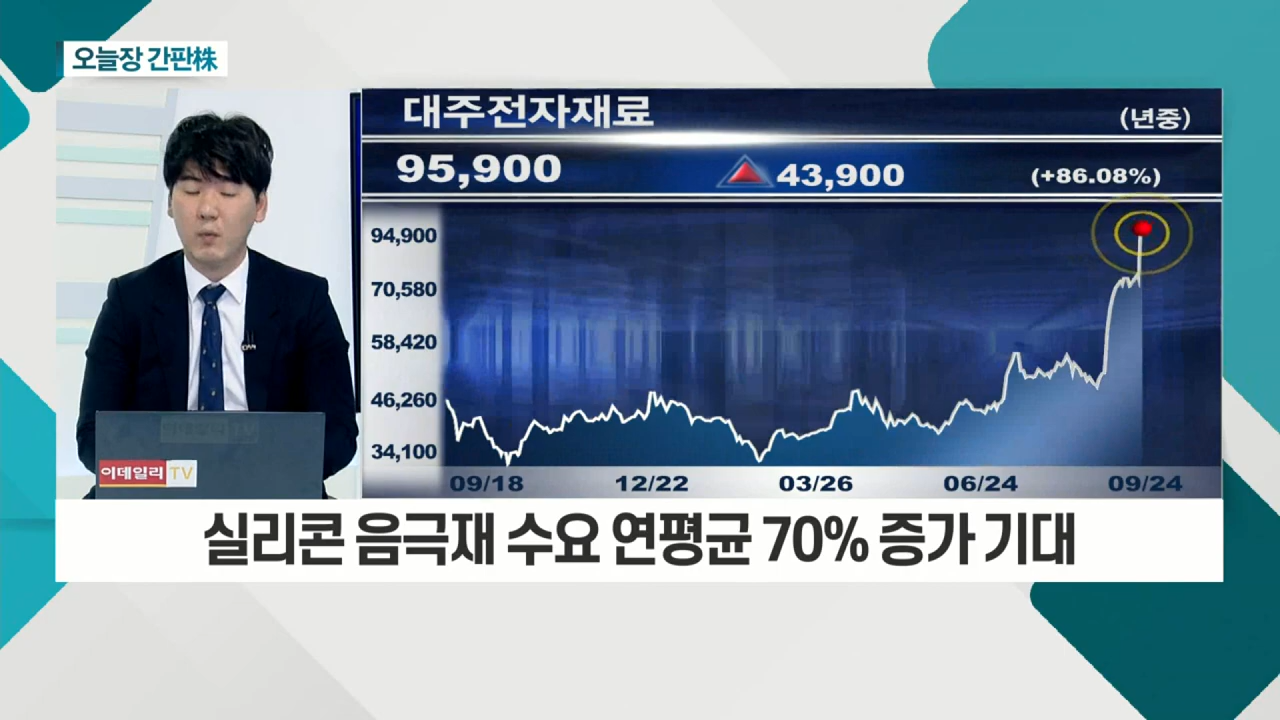 오늘장 간판株
대주전자재료 (년중)
95,900 ▲ 43,900 (+86.08%)
94,900
70,580
58,420
46,260
34,100
09/18 12/22 03/26 06/24 09/24
이데일리TV
실리콘 음극재 수요 연평균 70% 증가 기대